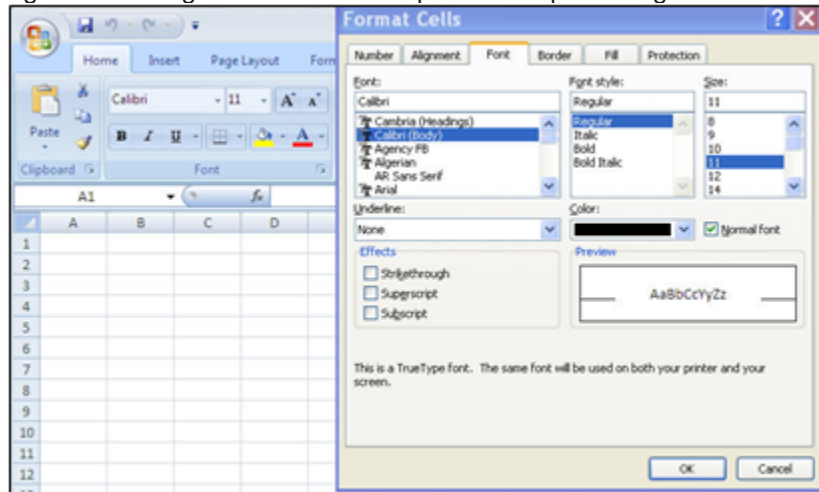 Home Insert Page Layout Form
Calibri 11 A A
Paste B I U A
Clipboard Font
A1 fx
A B C D
1
2
3
4
5
6
7
8
9
10
11
12
Format Cells
Number Alignment Font Border Fill Protection
Font: Font style: Size:
Calibri Regular 11
Cambria (Headings) Regular 8
Calibri (Body) Italic 9
Agency FB Bold 10
Algerian Bold Italic 11
AR Sans Serif 12
Arial 14
Underline: Color:
None Normal font
Effects Preview
Strikethrough
Superscript AaBbCcYyZz
Subscript
This is a TrueType font. The same font will be used on both your printer and your
screen.
OK Cancel